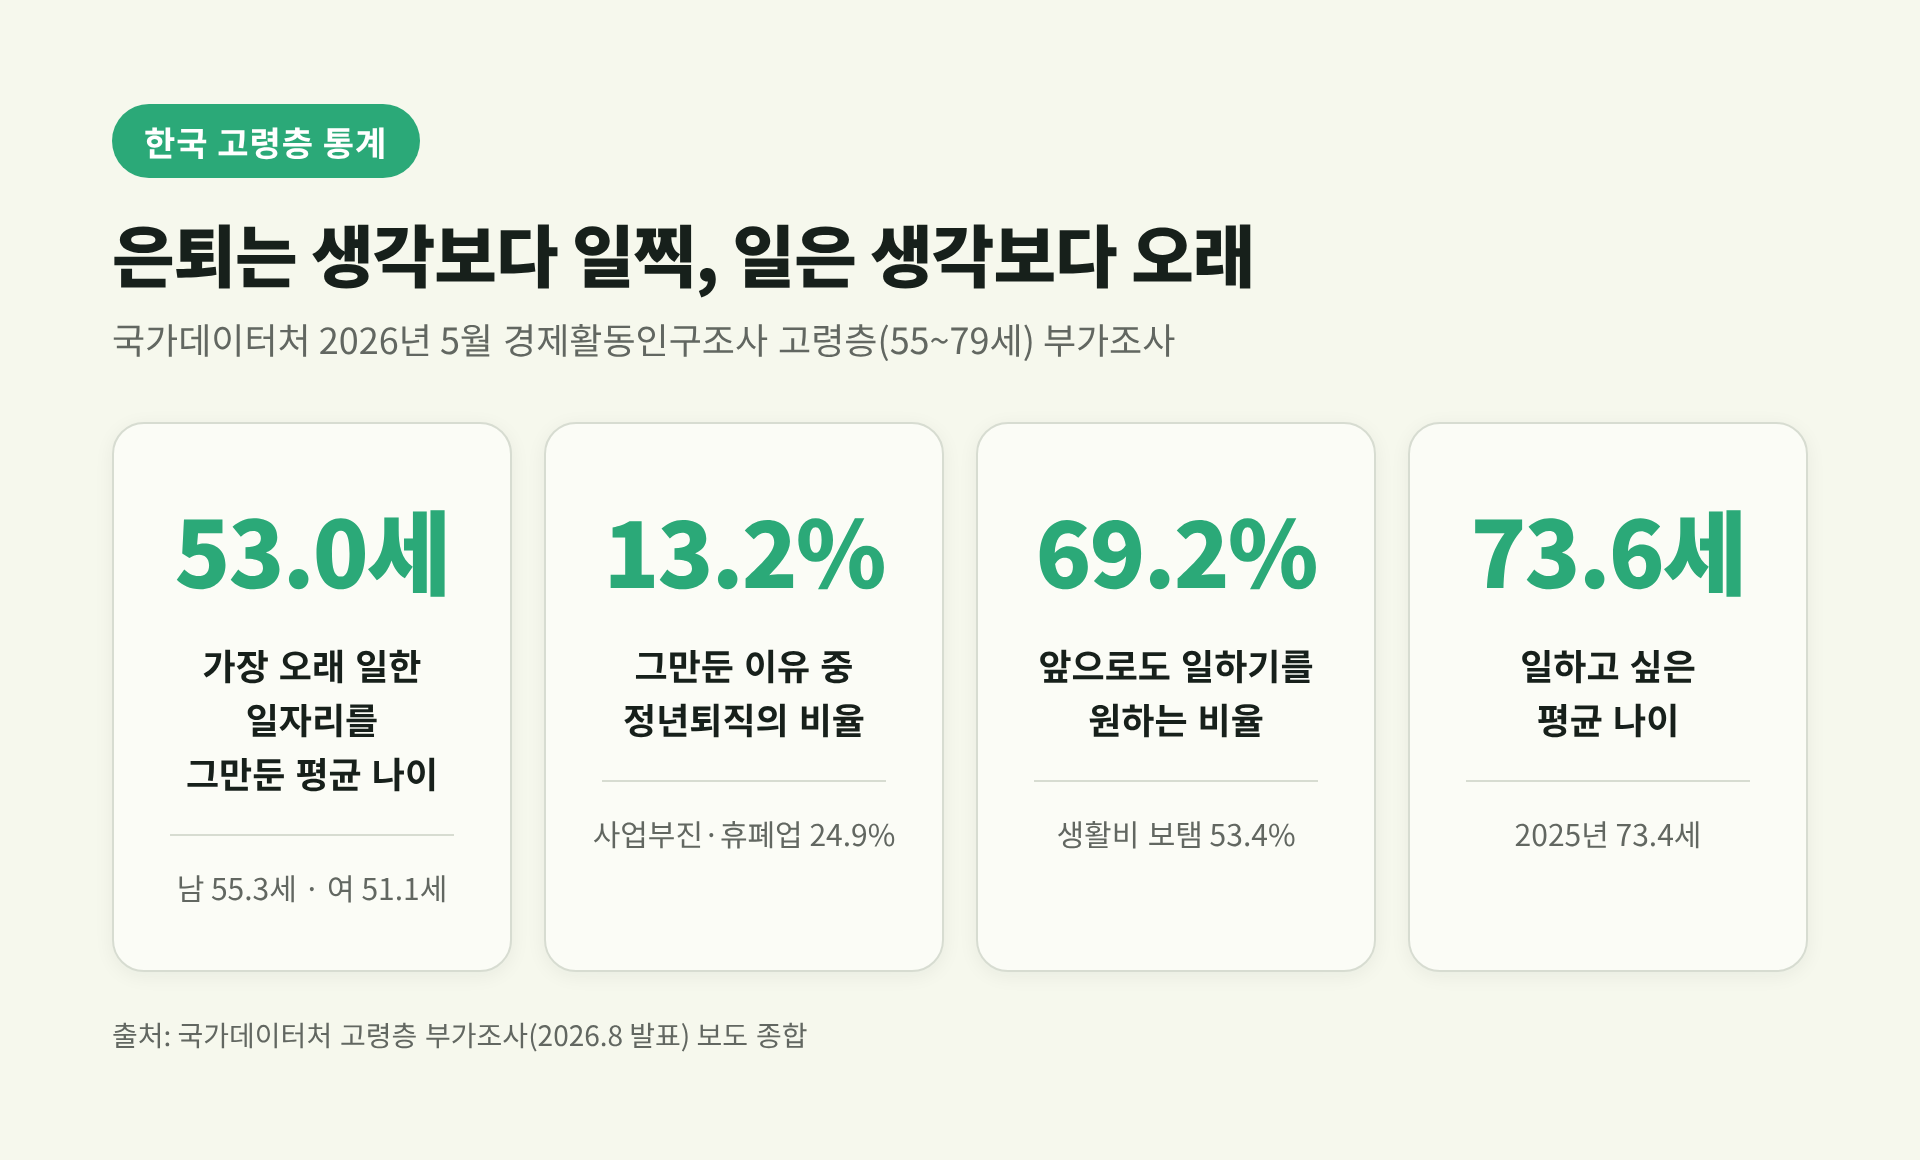 한국 고령층 통계
은퇴는 생각보다 일찍, 일은 생각보다 오래
국가데이터처 2026년 5월 경제활동인구조사 고령층(55~79세) 부가조사
53.0세
가장 오래 일한
일자리를
그만둔 평균 나이
남 55.3세 · 여 51.1세
13.2%
그만둔 이유 중
정년퇴직의 비율
사업부진·휴폐업 24.9%
69.2%
앞으로도 일하기를
원하는 비율
생활비 보탬 53.4%
73.6세
일하고 싶은
평균 나이
2025년 73.4세
출처: 국가데이터처 고령층 부가조사(2026.8 발표) 보도 종합